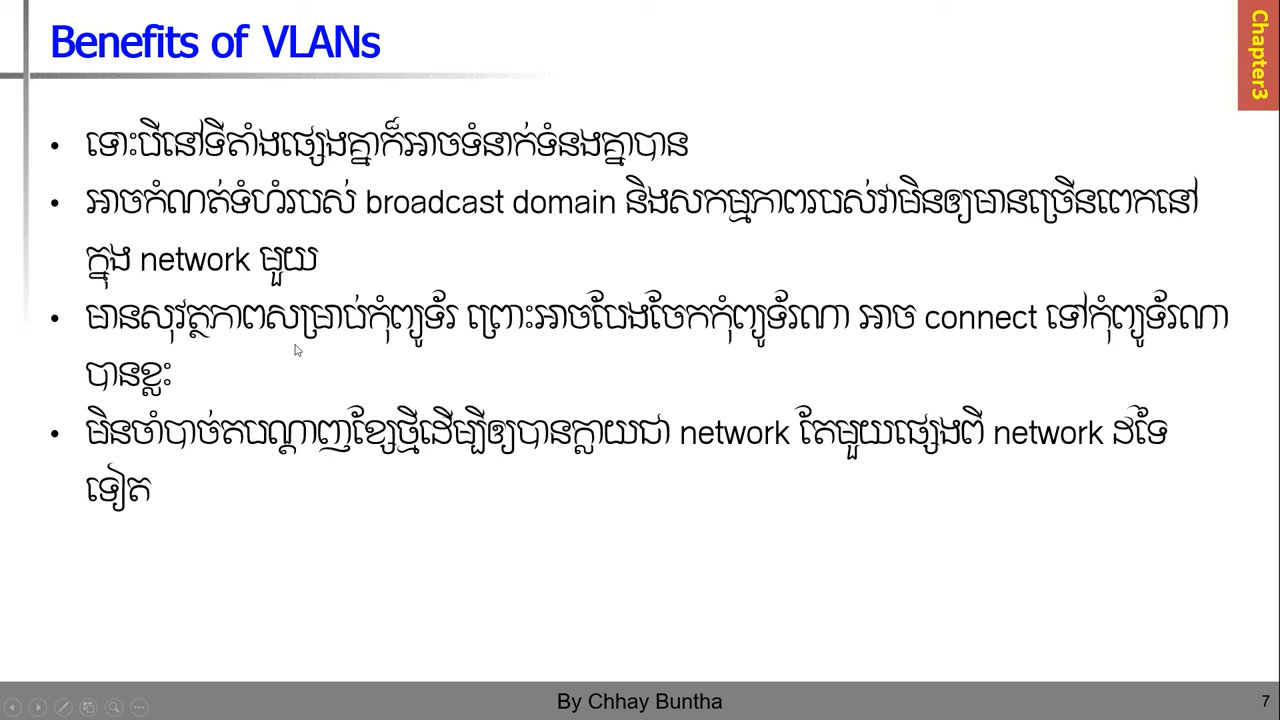 Benefits of VLANs
Chapter3
• ទោះបីនៅទីតាំងផ្សេងគ្នាក៏អាចទំនាក់ទំនងគ្នាបាន
• អាចកំណត់ទំហំរបស់ broadcast domain និងសកម្មភាពរបស់វាមិនឲ្យមានច្រើនពេកនៅ
ក្នុង network មួយ
• មានសុវត្ថភាពសម្រាប់កុំព្យូទ័រ ព្រោះអាចបែងចែកកុំព្យូទ័រណា អាច connect ទៅកុំព្យូទ័រណា
បានខ្លះ
• មិនចាំបាច់តបណ្តាញខ្សែថ្មីដើម្បីឲ្យបានក្លាយជា network តែមួយផ្សេងពី network ដទៃ
ទៀត
By Chhay Buntha
7